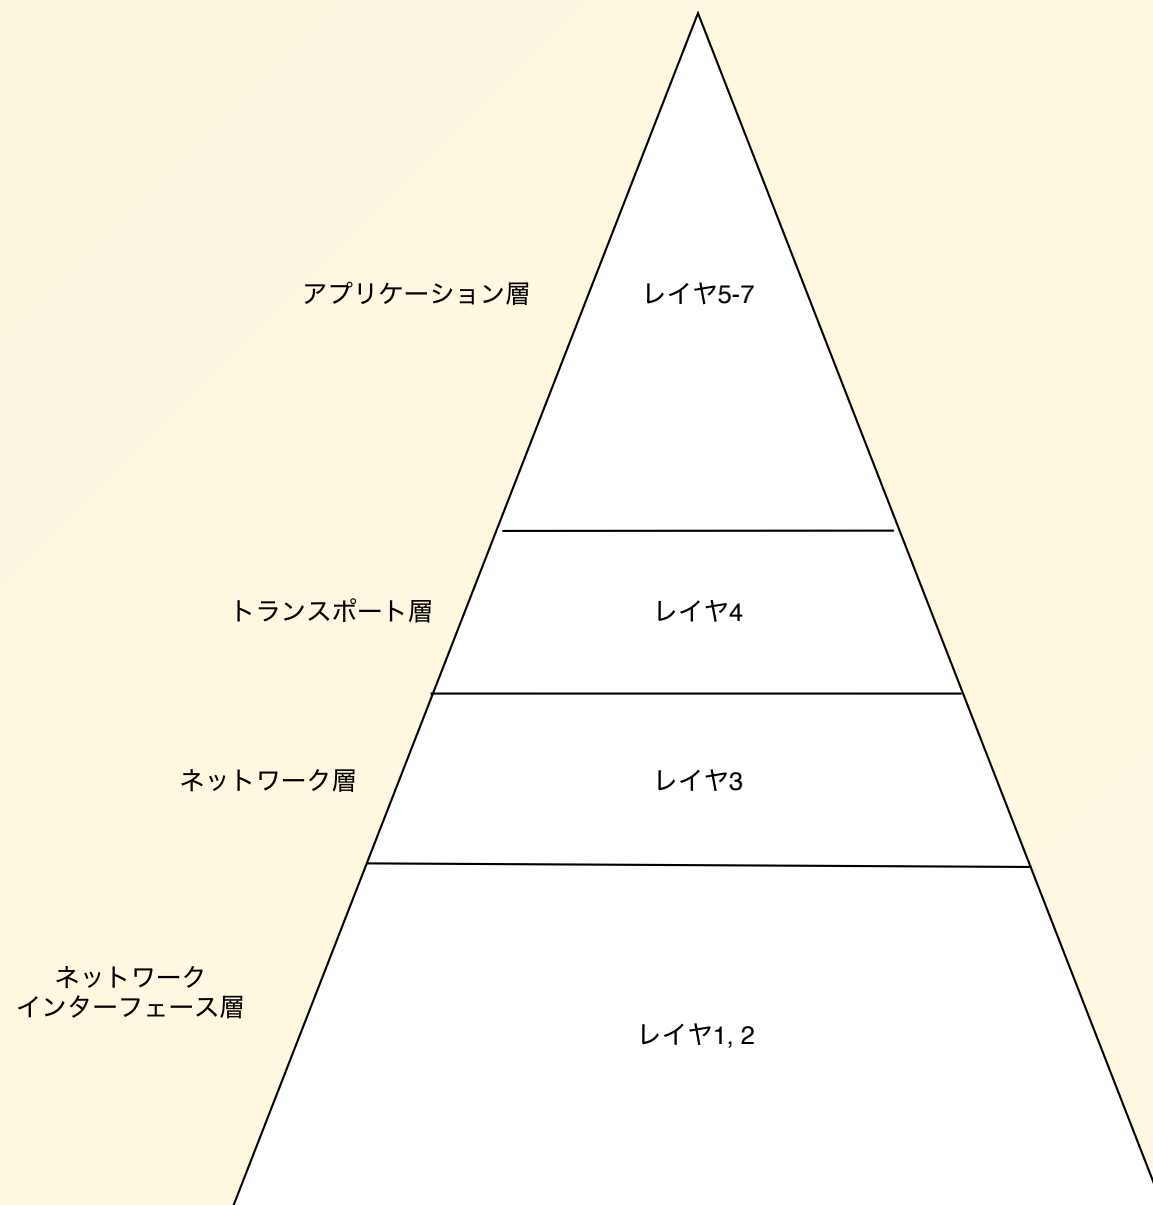 アプリケーション層
レイヤ5-7
トランスポート層
レイヤ4
ネットワーク層
レイヤ3
ネットワーク
インターフェース層
レイヤ1, 2